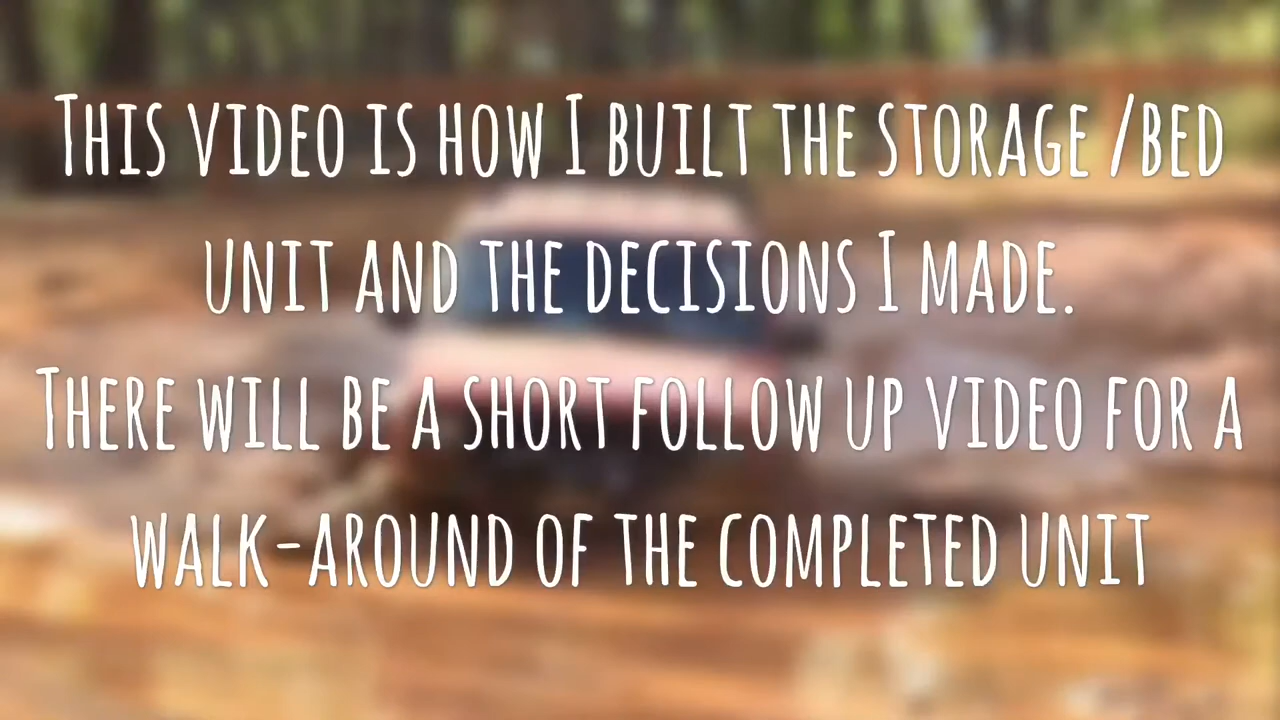 This video is how I built the storage /bed
unit and the decisions I made.
There will be a short follow up video for a
walk-around of the completed unit